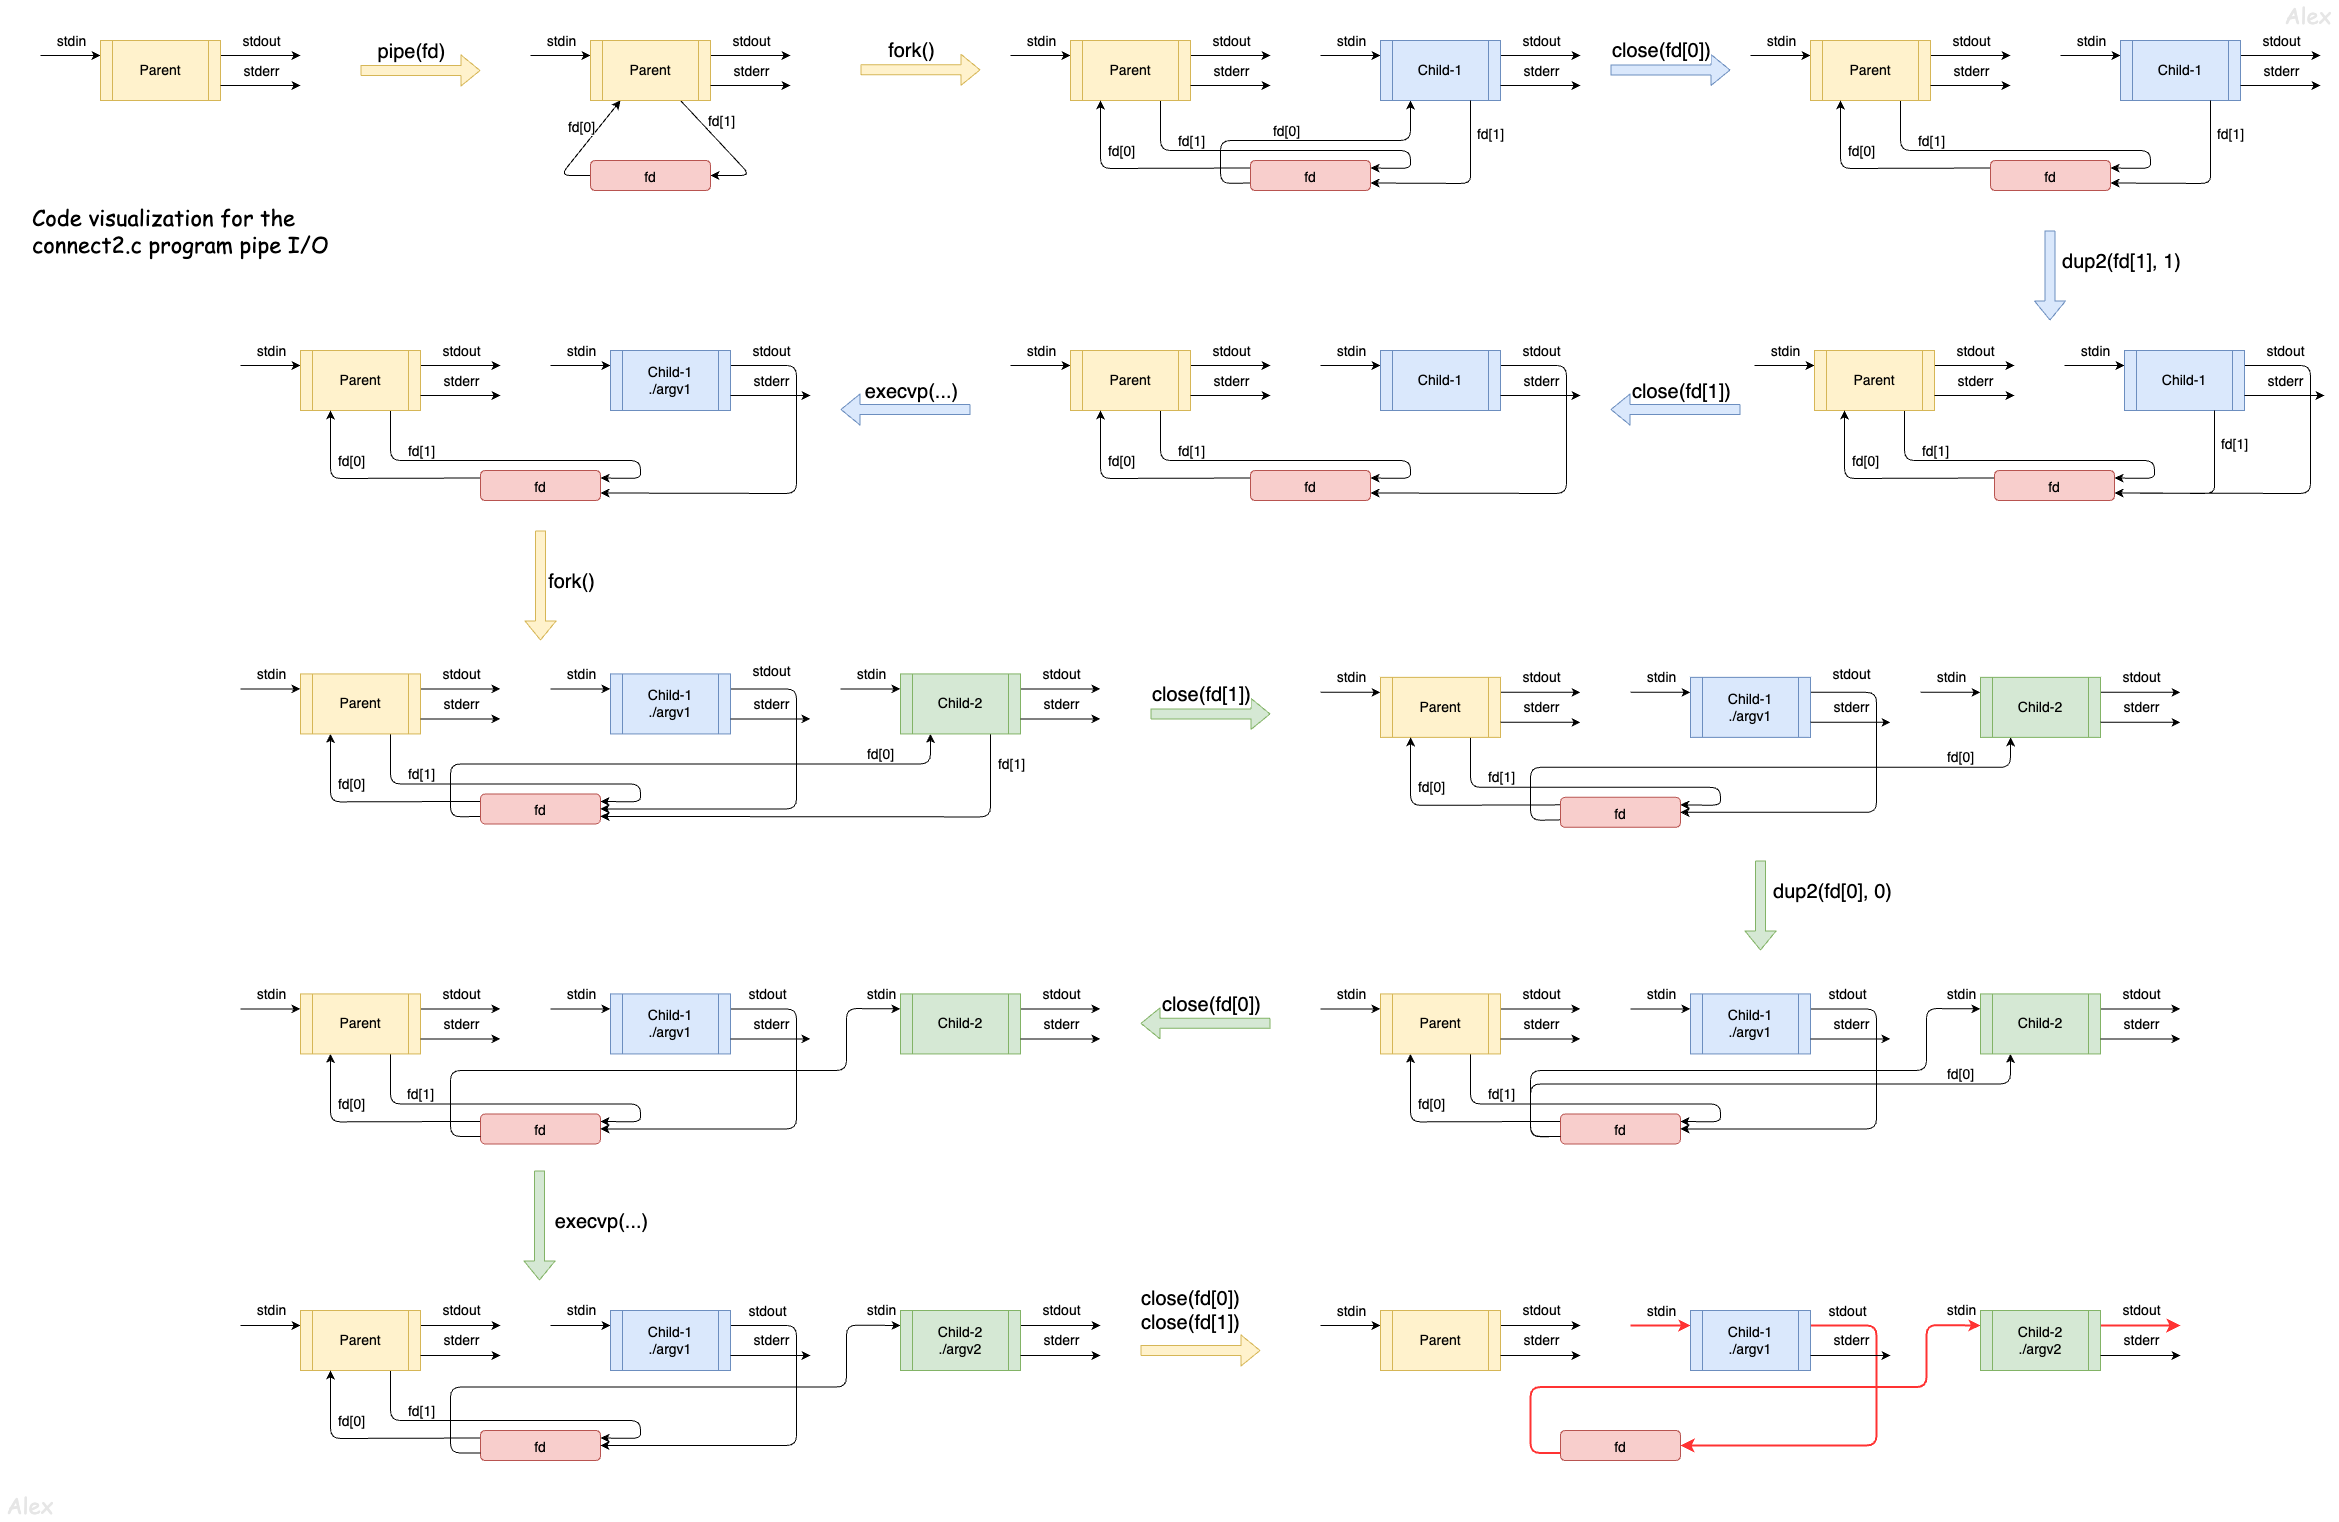 Alex
stdin
Parent
stdout
stderr
pipe(fd)
stdin
Parent
stdout
stderr
fd[0]
fd[1]
fd
fork()
stdin
Parent
stdout
stderr
stdin
Child-1
stdout
stderr
fd[0]
fd[1]
fd[0]
fd[1]
fd
close(fd[0])
stdin
Parent
stdout
stderr
stdin
Child-1
stdout
stderr
fd[0]
fd[1]
fd[1]
fd
Code visualization for the
connect2.c program pipe I/O
dup2(fd[1], 1)
stdin
Parent
stdout
stderr
stdin
Child-1
stdout
stderr
fd[0]
fd[1]
fd[1]
fd
close(fd[1])
stdin
Parent
stdout
stderr
stdin
Child-1
stdout
stderr
fd[0]
fd[1]
fd
execvp(...)
stdin
Parent
stdout
stderr
stdin
Child-1
./argv1
stdout
stderr
fd[0]
fd[1]
fd
fork()
stdin
Parent
stdout
stderr
stdin
Child-1
./argv1
stdout
stderr
stdin
Child-2
stdout
stderr
fd[0]
fd[1]
fd[0]
fd[1]
fd
close(fd[1])
stdin
Parent
stdout
stderr
stdin
Child-1
./argv1
stdout
stderr
stdin
Child-2
stdout
stderr
fd[0]
fd[1]
fd[0]
fd
dup2(fd[0], 0)
stdin
Parent
stdout
stderr
stdin
Child-1
./argv1
stdout
stderr
stdin
Child-2
stdout
stderr
fd[0]
fd[1]
fd[0]
fd
close(fd[0])
stdin
Parent
stdout
stderr
stdin
Child-1
./argv1
stdout
stderr
stdin
Child-2
stdout
stderr
fd[0]
fd[1]
fd
execvp(...)
stdin
Parent
stdout
stderr
stdin
Child-1
./argv1
stdout
stderr
stdin
Child-2
./argv2
stdout
stderr
fd[0]
fd[1]
fd
close(fd[0])
close(fd[1])
stdin
Parent
stdout
stderr
stdin
Child-1
./argv1
stdout
stderr
stdin
Child-2
./argv2
stdout
stderr
fd
Alex